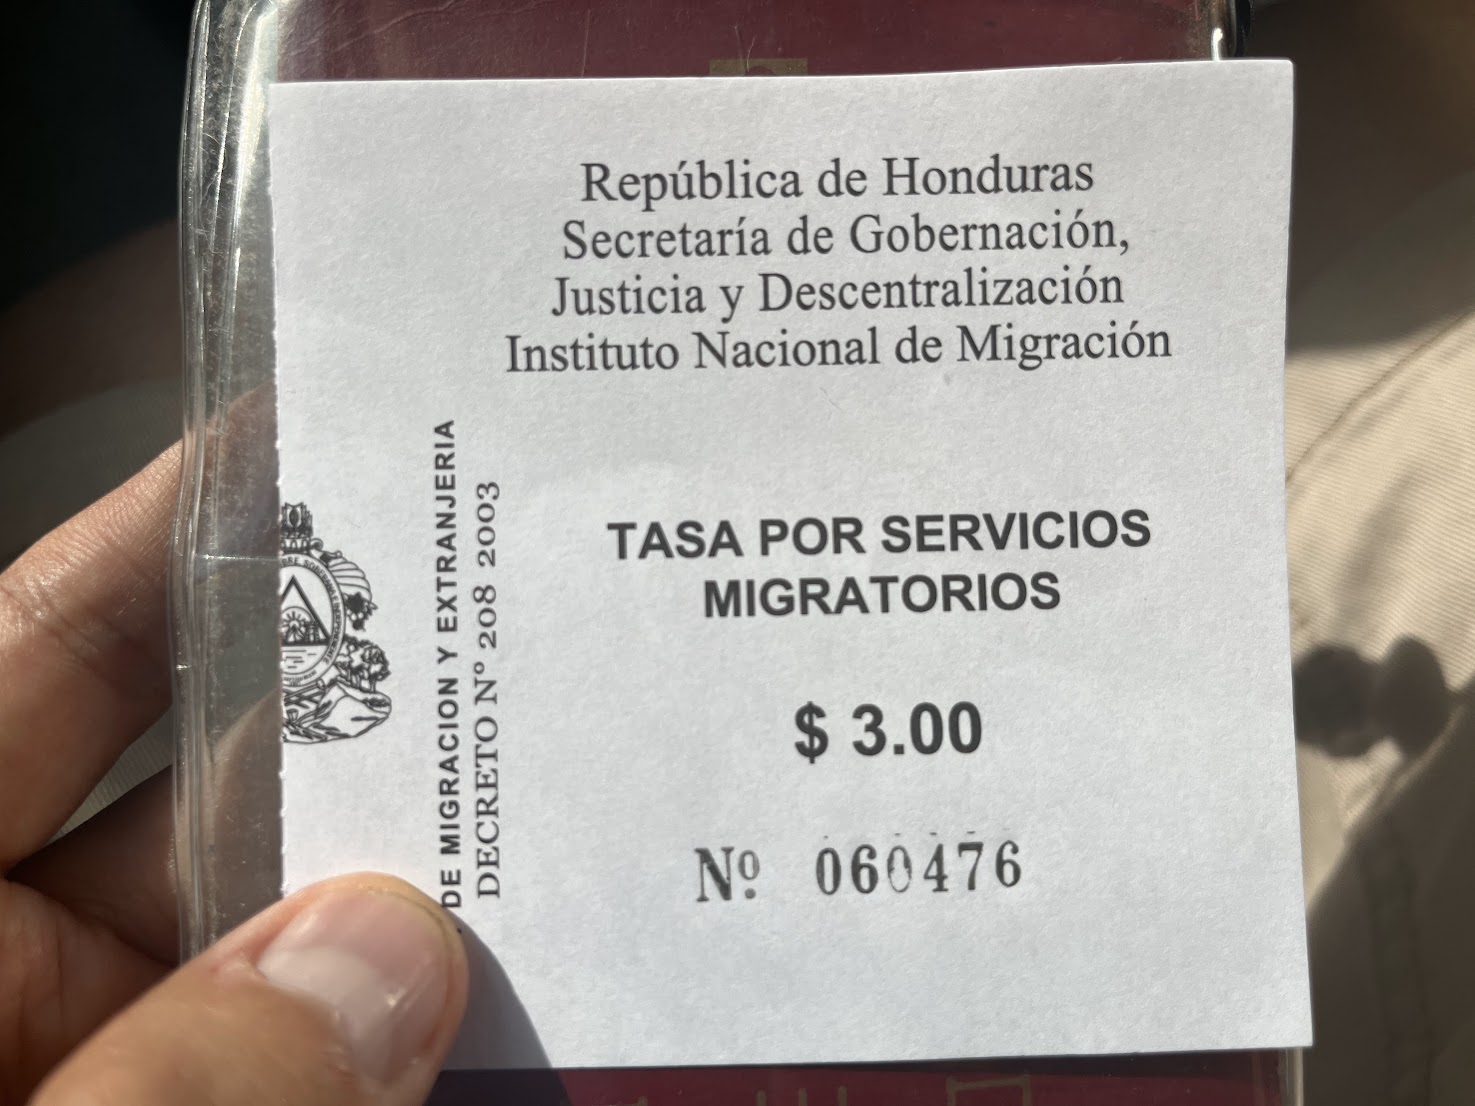 República de Honduras
Secretaría de Gobernación,
Justicia y Descentralización
Instituto Nacional de Migración
DE MIGRACION Y EXTRANJERIA
DECRETO N° 208 2003
TASA POR SERVICIOS
MIGRATORIOS
$ 3.00
Nº 060476